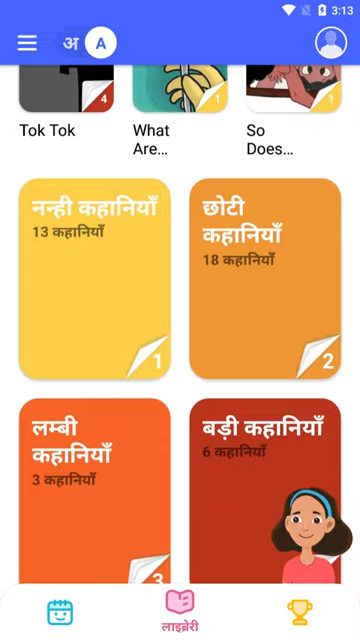 3:13
अ A
4
1
1
Tok Tok
What
Are...
So
Does...
नन्ही कहानियाँ
13 कहानियाँ
1
छोटी
कहानियाँ
18 कहानियाँ
2
लम्बी
कहानियाँ
3 कहानियाँ
3
बड़ी कहानियाँ
6 कहानियाँ
लाइब्रेरी